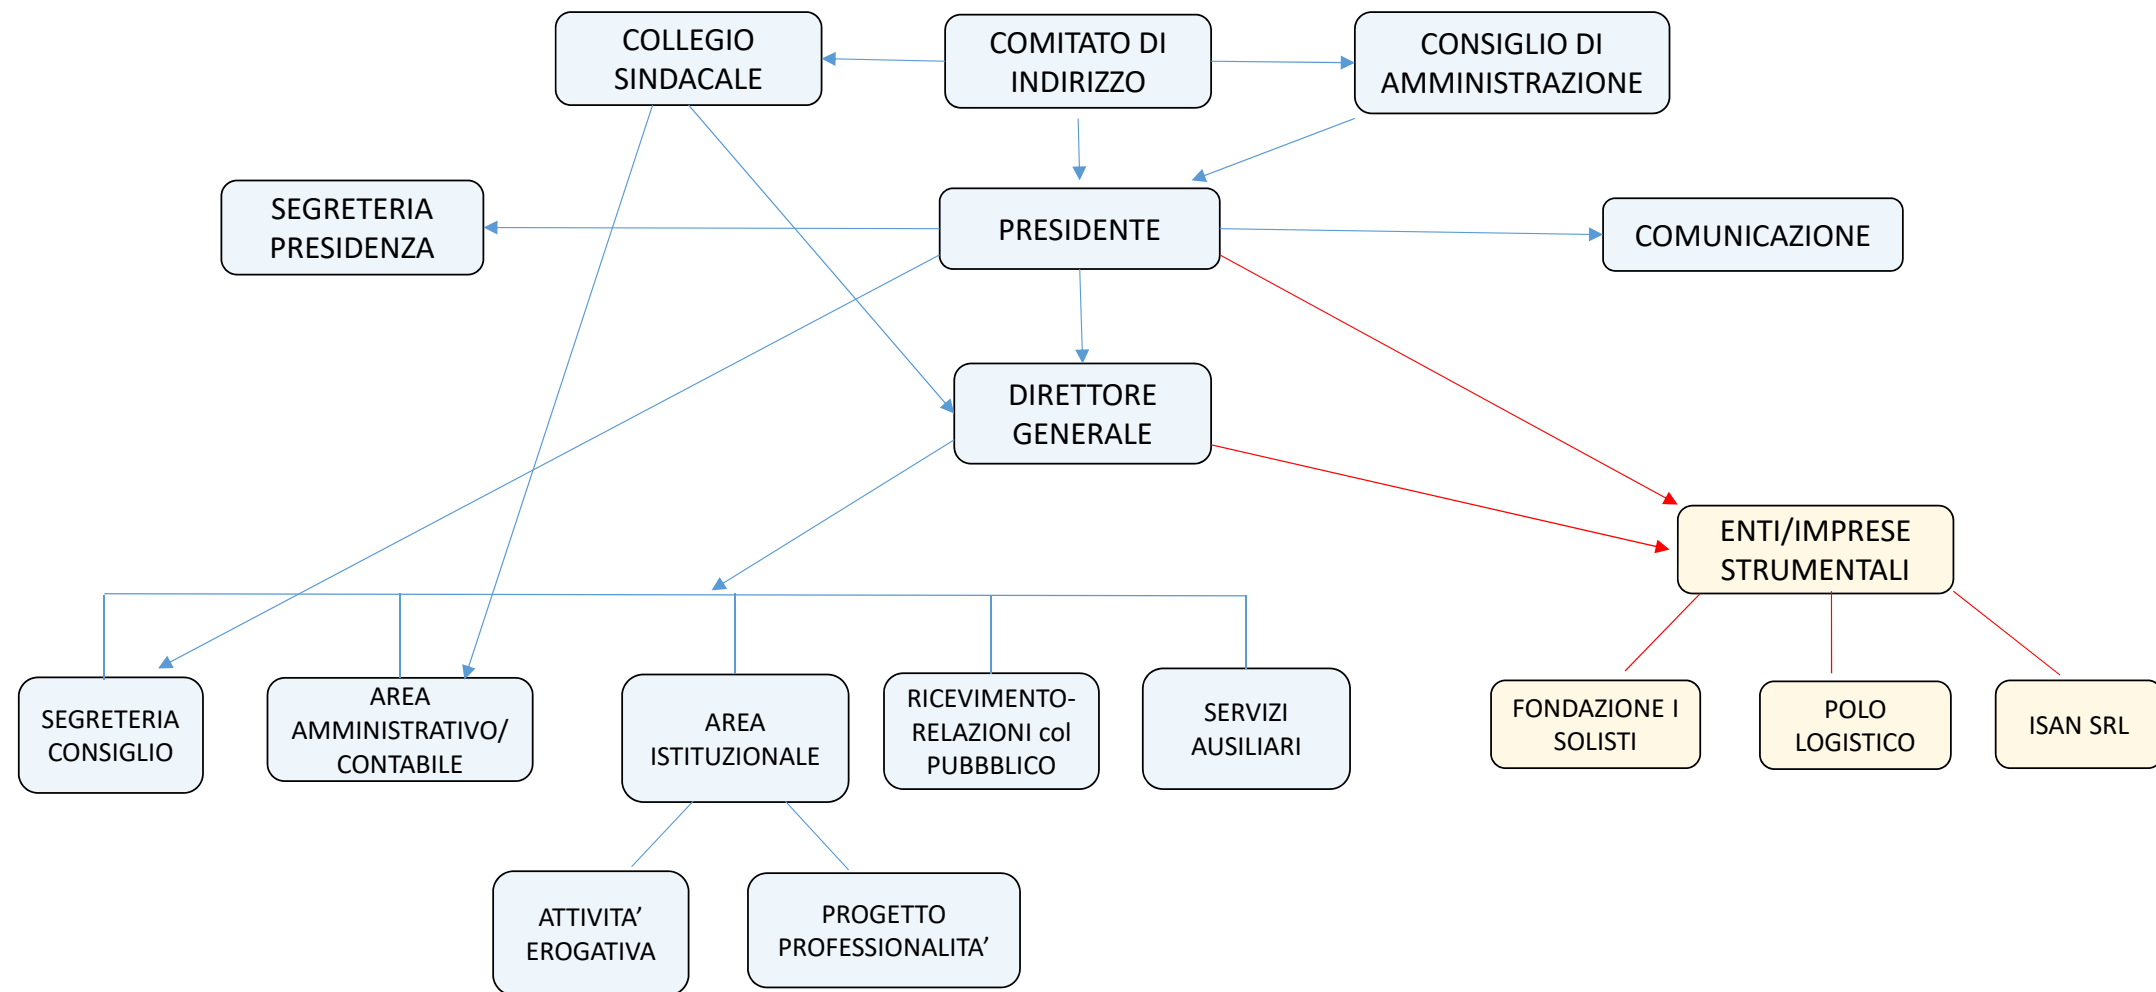 COLLEGIO
SINDACALE
COMITATO DI
INDIRIZZO
CONSIGLIO DI
AMMINISTRAZIONE
SEGRETERIA
PRESIDENZA
PRESIDENTE
COMUNICAZIONE
DIRETTORE
GENERALE
ENTI/IMPRESE
STRUMENTALI
SEGRETERIA
CONSIGLIO
AREA
AMMINISTRATIVO/
CONTABILE
AREA
ISTITUZIONALE
RICEVIMENTO-
RELAZIONI col
PUBBBLICO
SERVIZI
AUSILIARI
FONDAZIONE I
SOLISTI
POLO
LOGISTICO
ISAN SRL
ATTIVITA’
EROGATIVA
PROGETTO
PROFESSIONALITA’